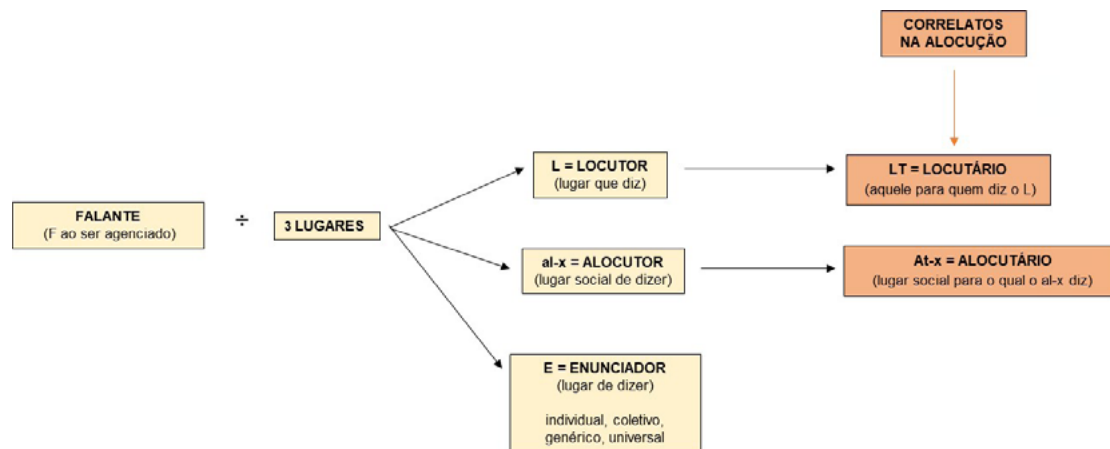 CORRELATOS
NA ALOCUÇÃO
L = LOCUTOR
(lugar que diz)
LT = LOCUTÁRIO
(aquele para quem diz o L)
FALANTE
(F ao ser agenciado)
÷
3 LUGARES
al-x = ALOCUTOR
(lugar social de dizer)
At-x = ALOCUTÁRIO
(lugar social para o qual o al-x diz)
E = ENUNCIADOR
(lugar de dizer)
individual, coletivo,
genérico, universal